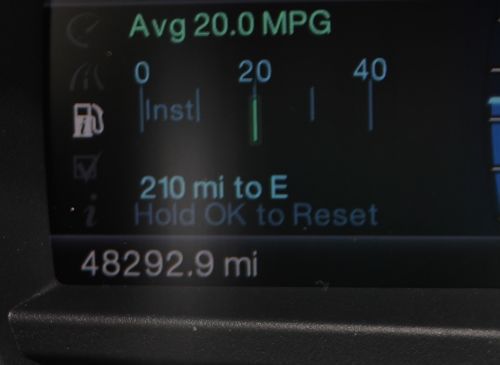 Avg 20.0 MPG
0 20 40
Inst
210 mi to E
Hold OK to Reset
48292.9 mi